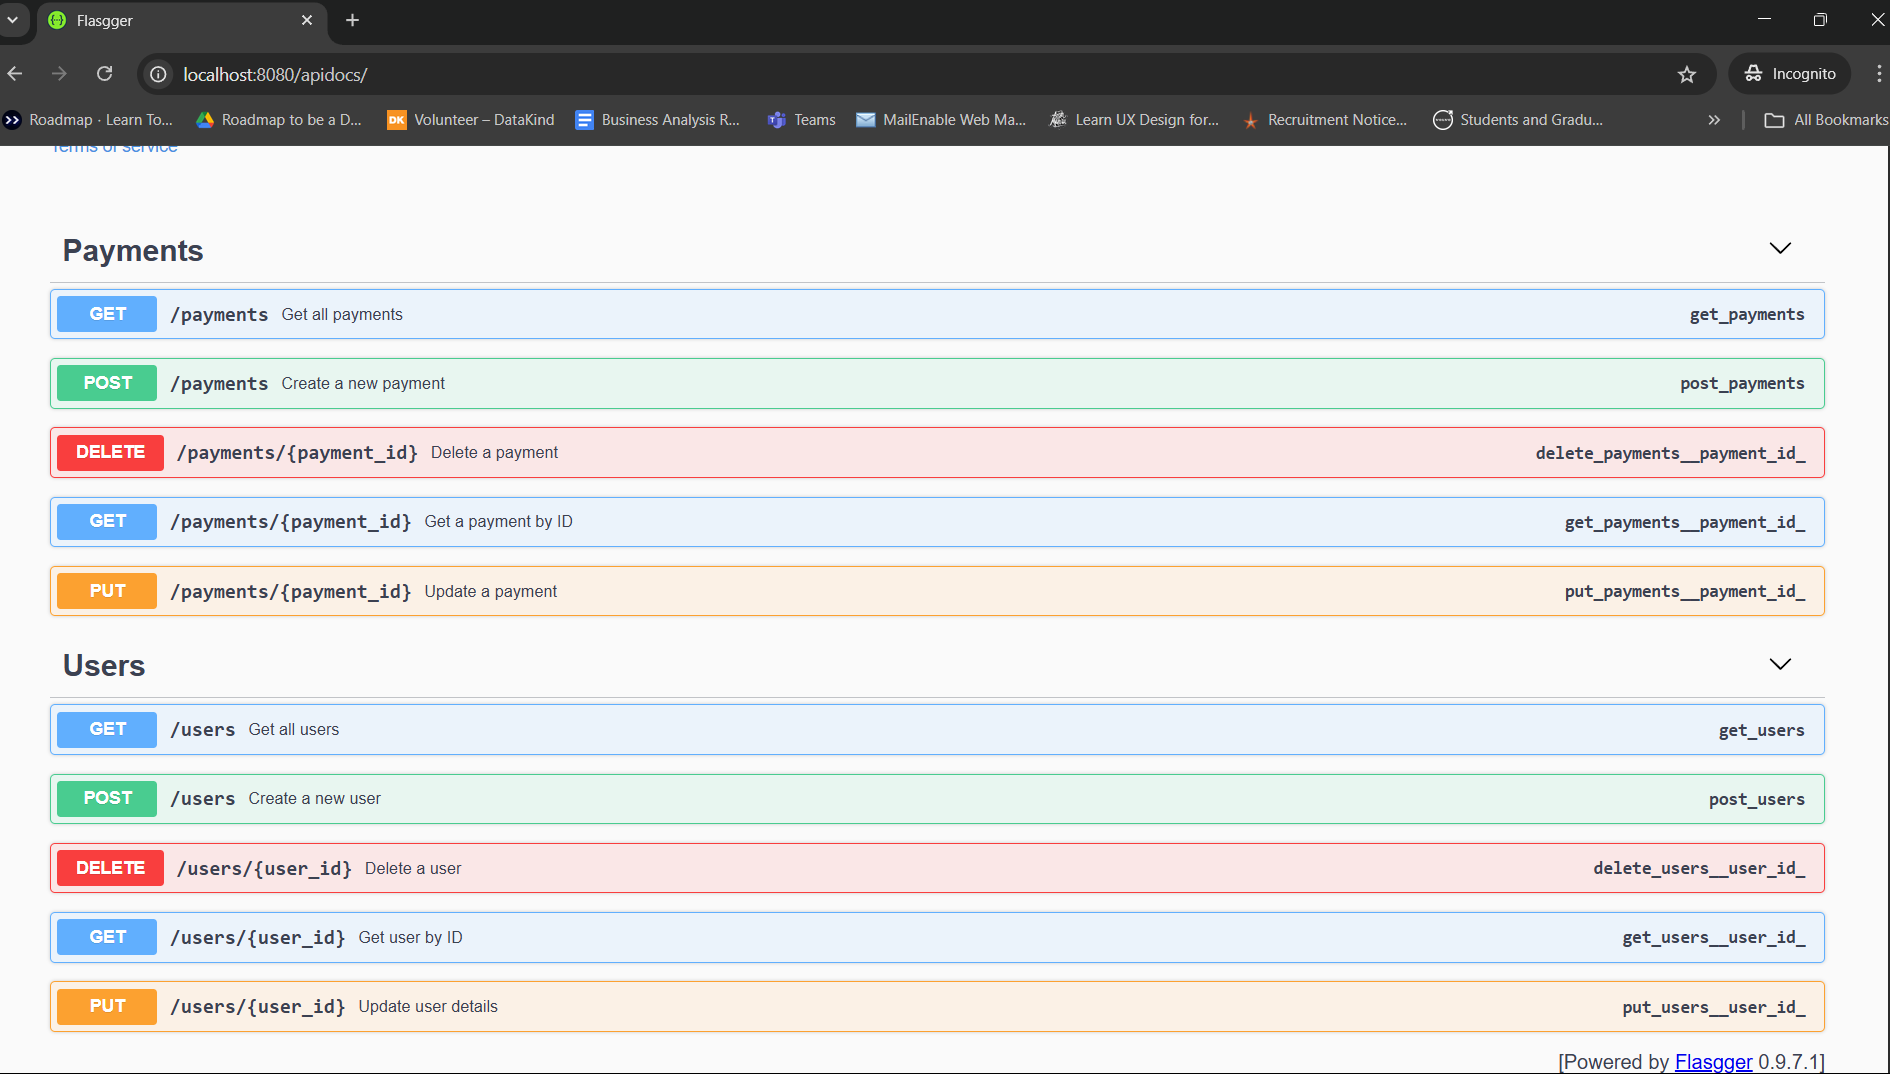 Flasgger
localhost:8080/apidocs/
Incognito
Roadmap · Learn To...
Roadmap to be a D...
DK
Volunteer – DataKind
Business Analysis R...
Teams
MailEnable Web Ma...
Learn UX Design for...
Recruitment Notice...
Students and Gradu...
All Bookmarks
Terms of service
Payments
GET /payments Get all payments get_payments
POST /payments Create a new payment post_payments
DELETE /payments/{payment_id} Delete a payment delete_payments__payment_id_
GET /payments/{payment_id} Get a payment by ID get_payments__payment_id_
PUT /payments/{payment_id} Update a payment put_payments__payment_id_
Users
GET /users Get all users get_users
POST /users Create a new user post_users
DELETE /users/{user_id} Delete a user delete_users__user_id_
GET /users/{user_id} Get user by ID get_users__user_id_
PUT /users/{user_id} Update user details put_users__user_id_
[Powered by Flasgger 0.9.7.1]